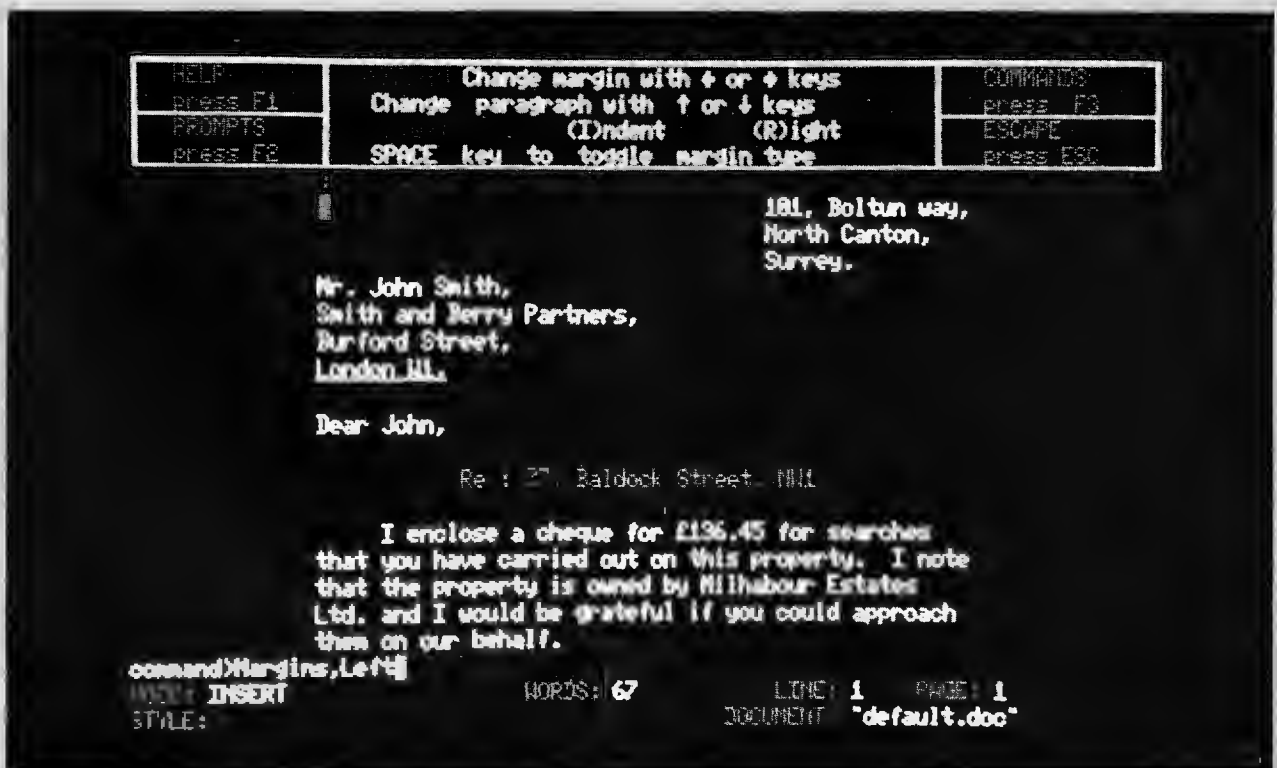 HELP
press F1
PROMPTS
press F2
Change margin with ← or → keys
Change paragraph with ↑ or ↓ keys
(I)ndent (R)ight
SPACE key to toggle margin type
COMMANDS
press F3
ESCAPE
press ESC
101, Boltun way,
North Canton,
Surrey.
Mr. John Smith,
Smith and Berry Partners,
Burford Street,
London W1.
Dear John,
Re : 27, Baldock Street, NW1
I enclose a cheque for £136.45 for searches
that you have carried out on this property. I note
that the property is owned by Milhabour Estates
Ltd. and I would be grateful if you could approach
them on our behalf.
command>Margins,Left
MODE: INSERT WORDS: 67 LINE: 1 PAGE: 1
STYLE: DOCUMENT "default.doc"